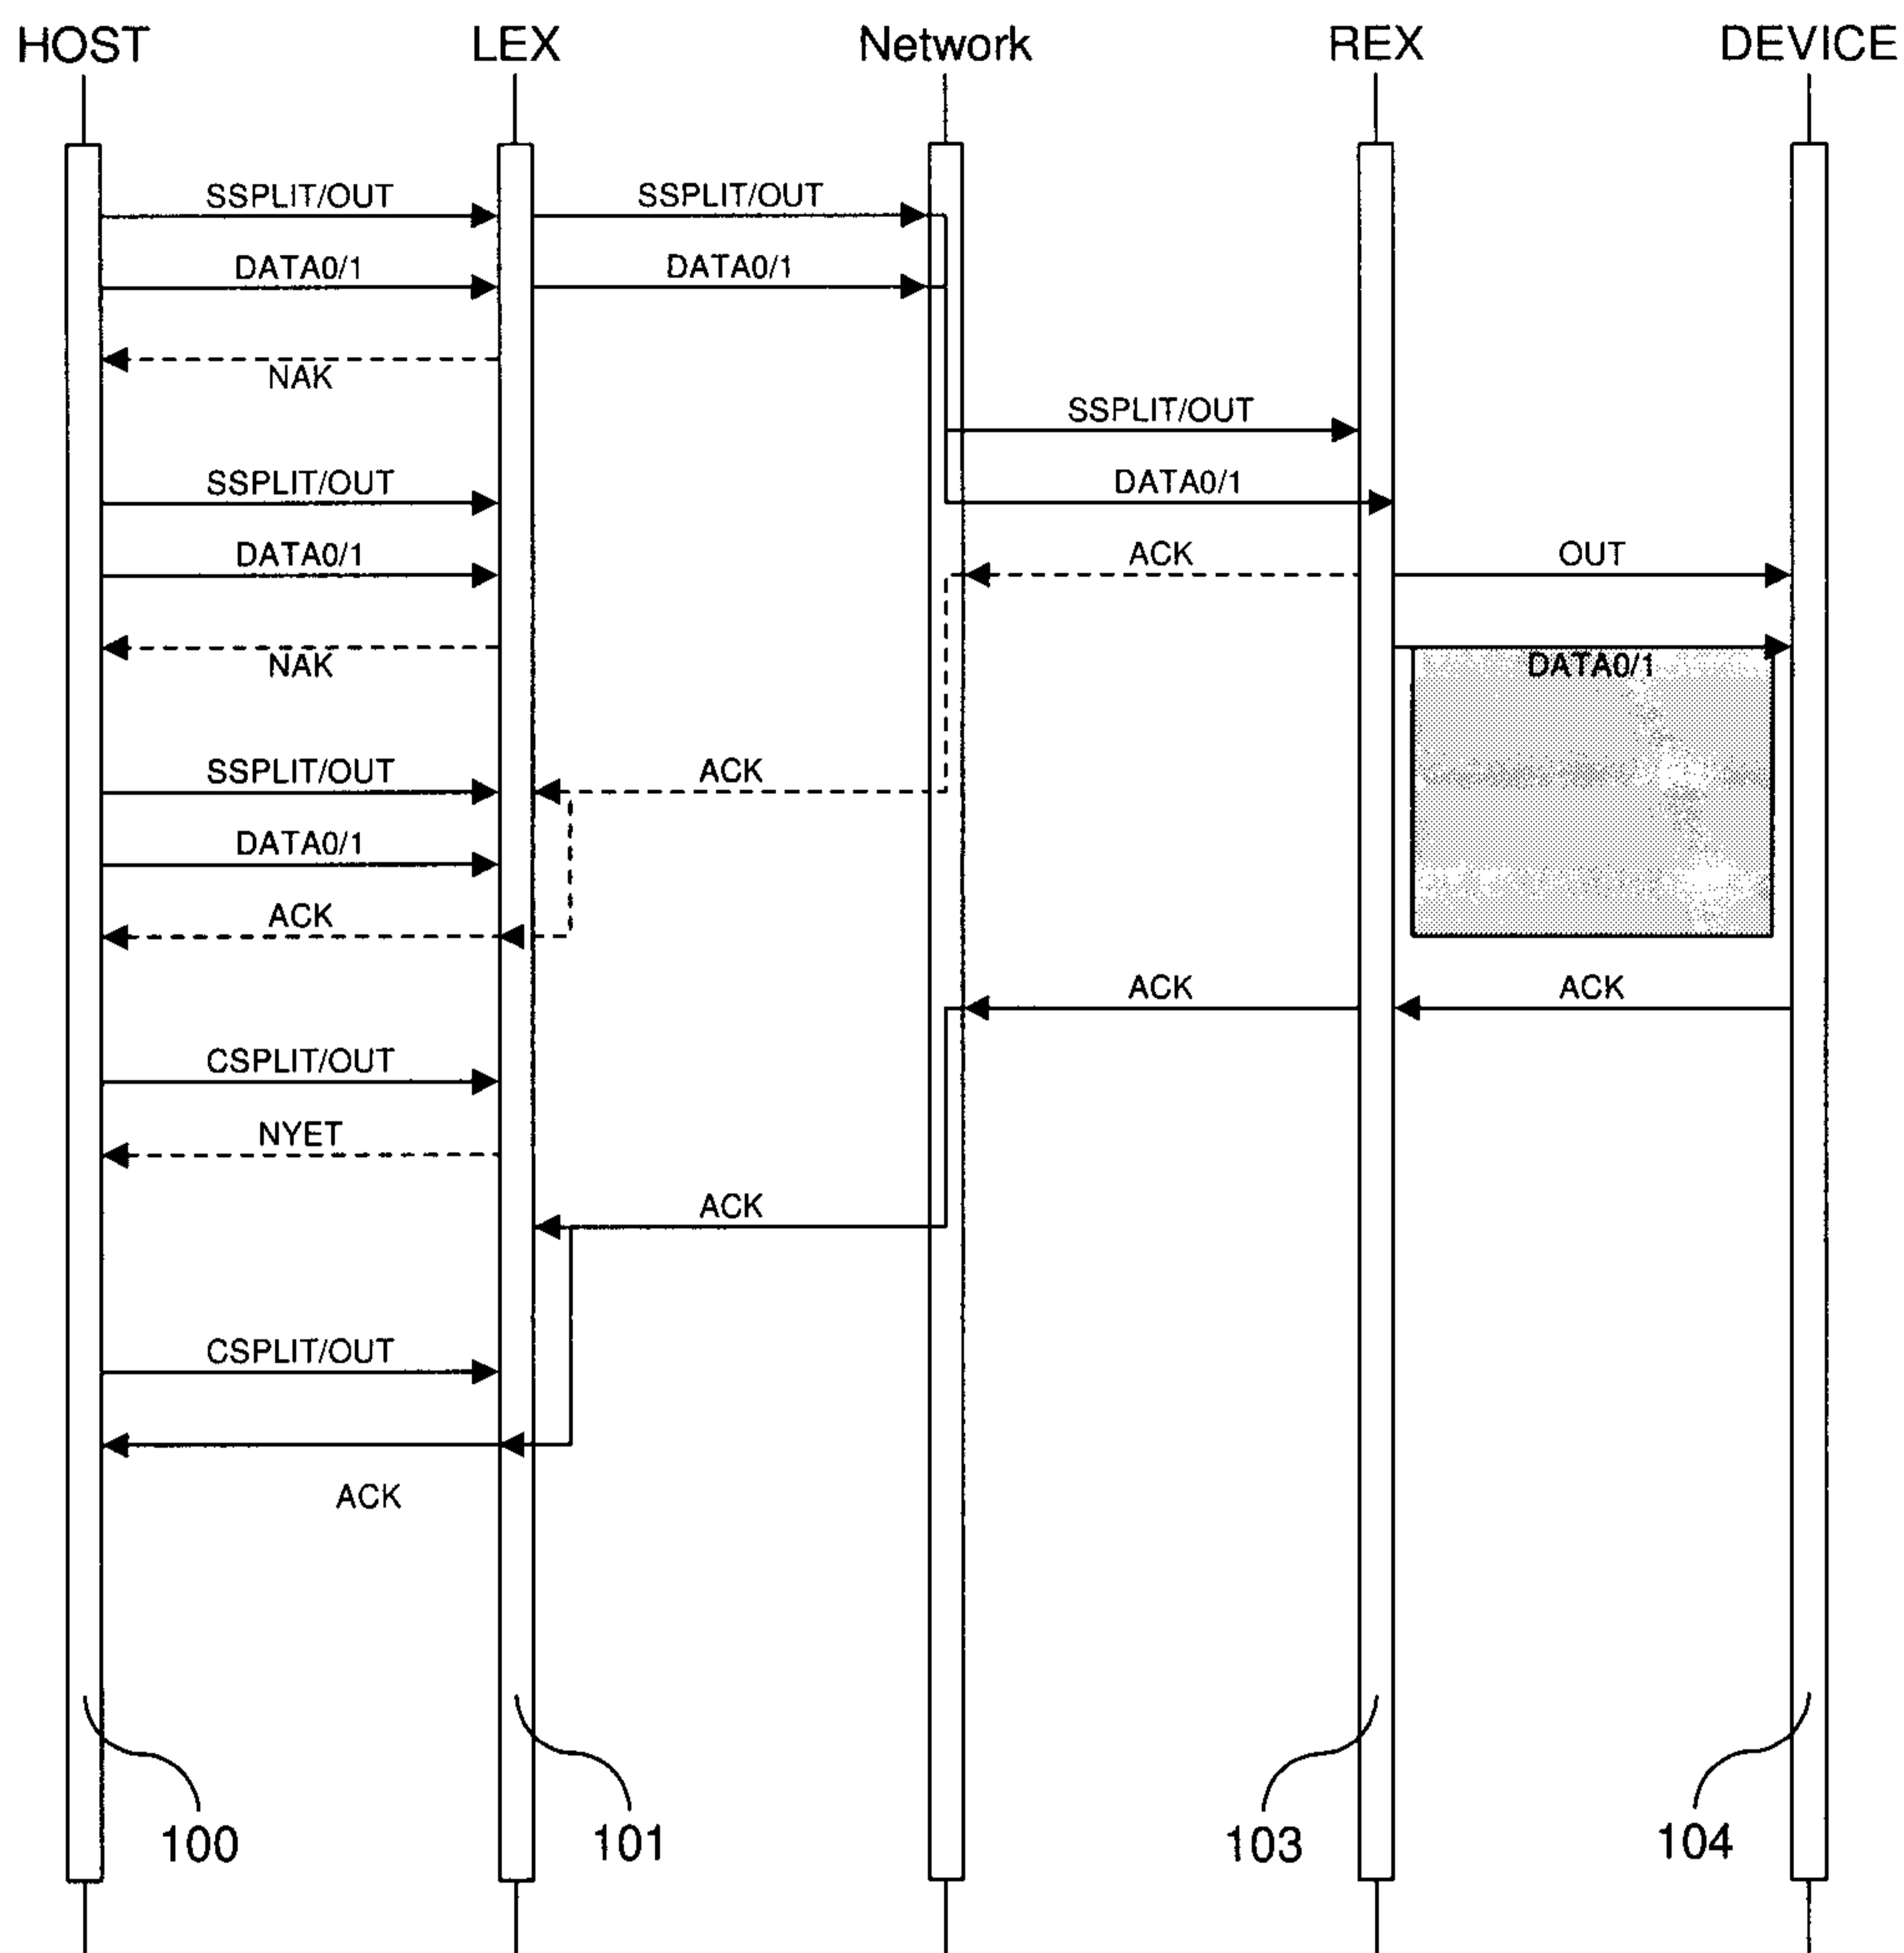 HOST LEX Network REX DEVICE
SSPLIT/OUT SSPLIT/OUT
DATA0/1 DATA0/1
NAK
SSPLIT/OUT
SSPLIT/OUT DATA0/1
DATA0/1 ACK OUT
NAK DATA0/1
SSPLIT/OUT ACK
DATA0/1
ACK
ACK ACK
CSPLIT/OUT
NYET
ACK
CSPLIT/OUT
ACK
100 101 103 104